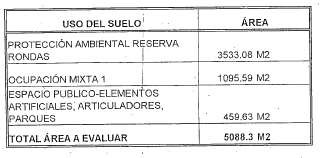 USO DEL SUELO ÁREA
PROTECCIÓN AMBIENTAL RESERVA
RONDAS 3533,08 M2
OCUPACIÓN MIXTA 1 1095,59 M2
ESPACIO PUBLICO-ELEMENTOS
ARTIFICIALES, ARTICULADORES,
PARQUES 459,63 M2
TOTAL ÁREA A EVALUAR 5088.3 M2